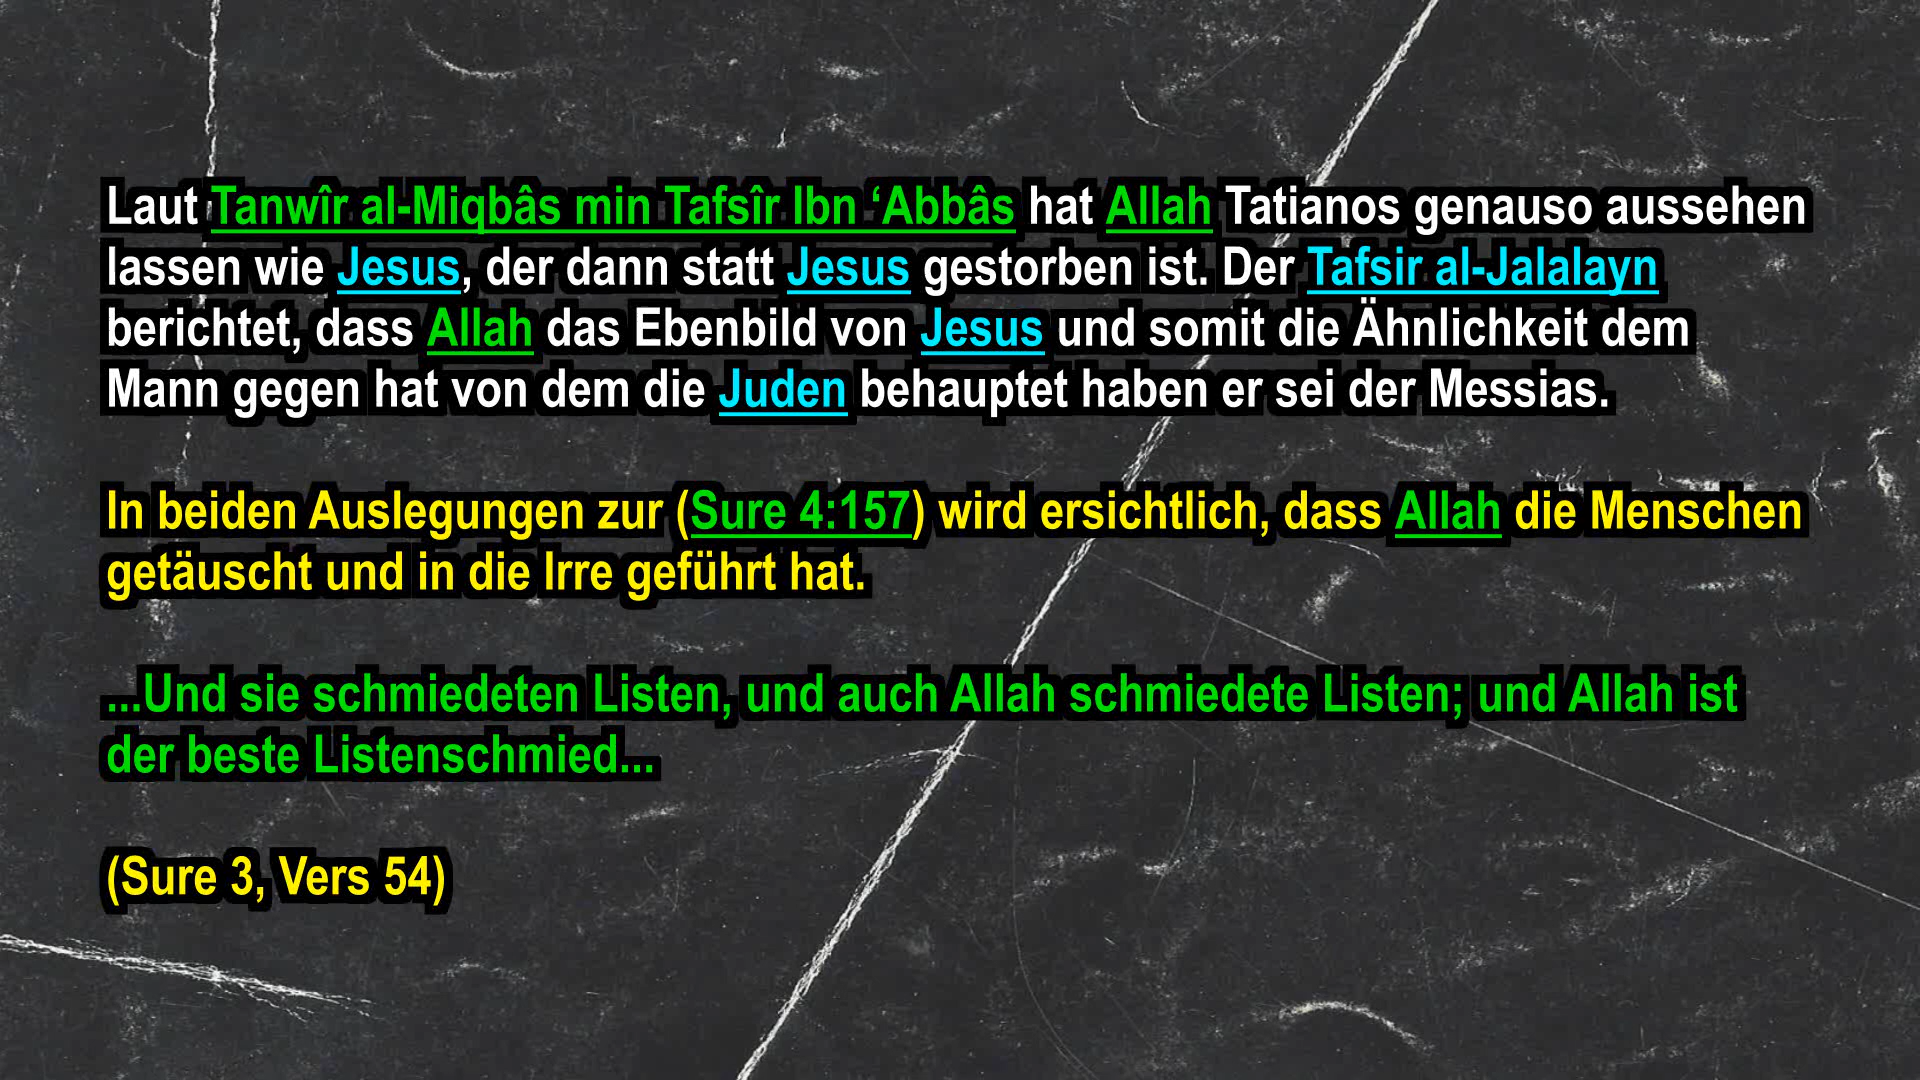 Laut Tanwîr al-Miqbâs min Tafsîr Ibn ‘Abbâs hat Allah Tatianos genauso aussehen
lassen wie Jesus, der dann statt Jesus gestorben ist. Der Tafsir al-Jalalayn
berichtet, dass Allah das Ebenbild von Jesus und somit die Ähnlichkeit dem
Mann gegen hat von dem die Juden behauptet haben er sei der Messias.
In beiden Auslegungen zur (Sure 4:157) wird ersichtlich, dass Allah die Menschen
getäuscht und in die Irre geführt hat.
...Und sie schmiedeten Listen, und auch Allah schmiedete Listen; und Allah ist
der beste Listenschmied...
(Sure 3, Vers 54)